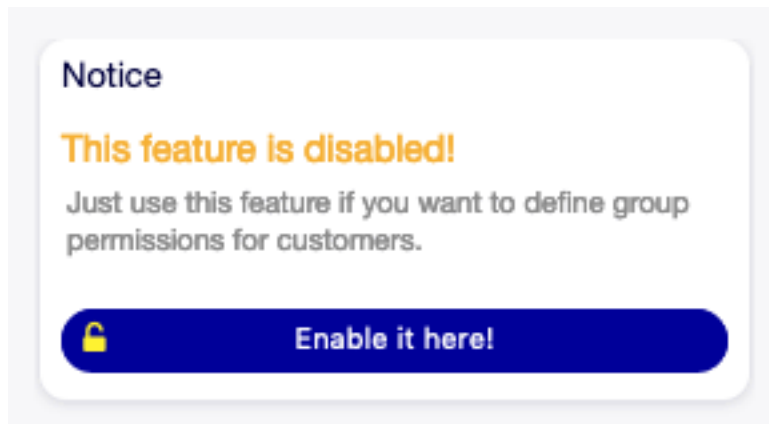 Notice
This feature is disabled!
Just use this feature if you want to define group
permissions for customers.
Enable it here!